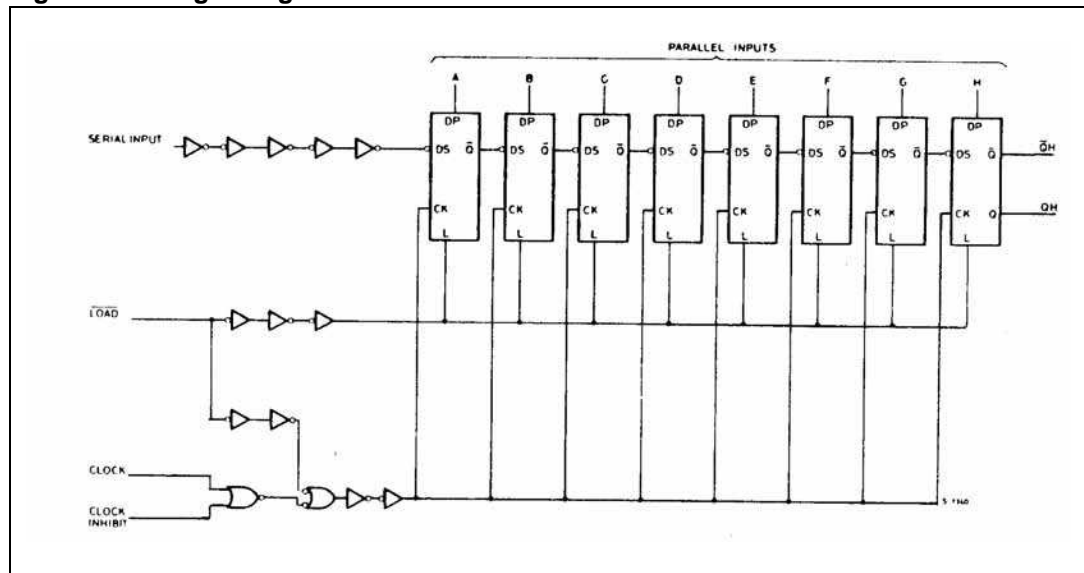 PARALLEL INPUTS
A B C D E F G H
SERIAL INPUT
DP DP DP DP DP DP DP DP
DS Q̄ DS Q̄ DS Q̄ DS Q̄ DS Q̄ DS Q̄ DS Q̄ DS Q̄ Q̄H
CK CK CK CK CK CK CK CK Q QH
L L L L L L L L
L̅O̅A̅D̅
CLOCK
CLOCK
INHIBIT